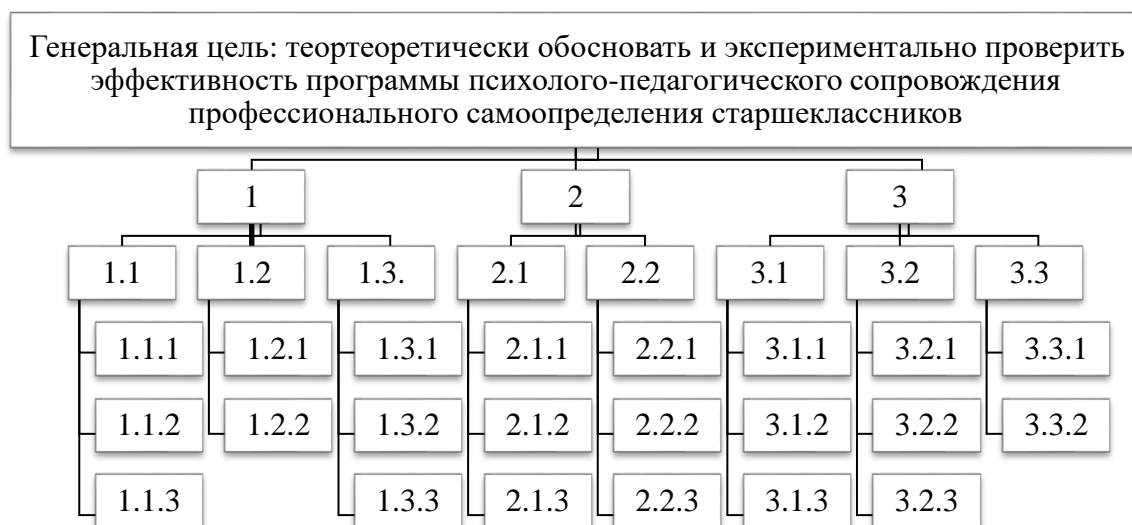 Генеральная цель: теортеоретически обосновать и экспериментально проверить
эффективность программы психолого-педагогического сопровождения
профессионального самоопределения старшеклассников
1 2 3
1.1 1.2 1.3. 2.1 2.2 3.1 3.2 3.3
1.1.1 1.2.1 1.3.1 2.1.1 2.2.1 3.1.1 3.2.1 3.3.1
1.1.2 1.2.2 1.3.2 2.1.2 2.2.2 3.1.2 3.2.2 3.3.2
1.1.3 1.3.3 2.1.3 2.2.3 3.1.3 3.2.3